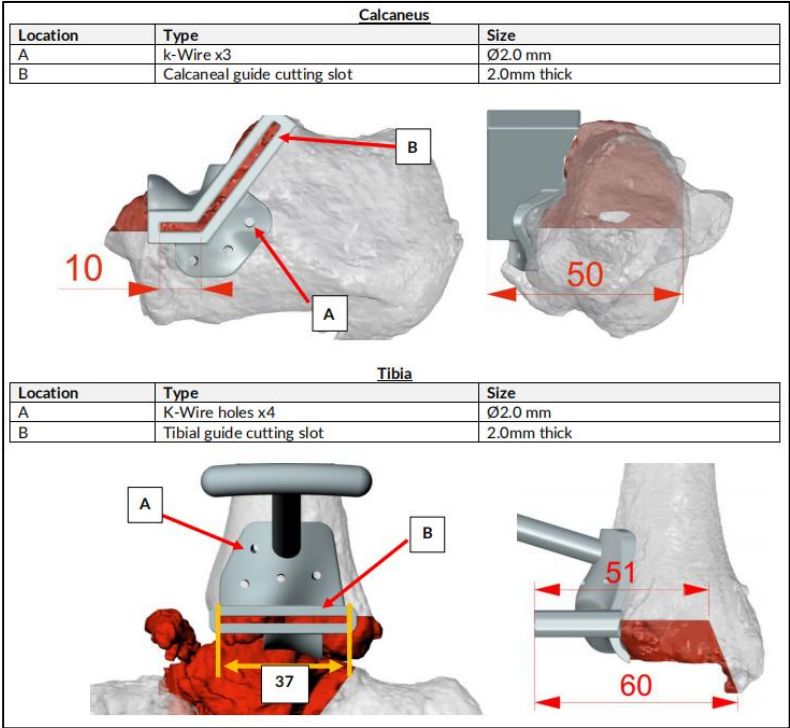 Calcaneus
Location Type Size
A k-Wire x3 Ø2.0 mm
B Calcaneal guide cutting slot 2.0mm thick
B
10
A
50
Tibia
Location Type Size
A K-Wire holes x4 Ø2.0 mm
B Tibial guide cutting slot 2.0mm thick
A
B
37
51
60